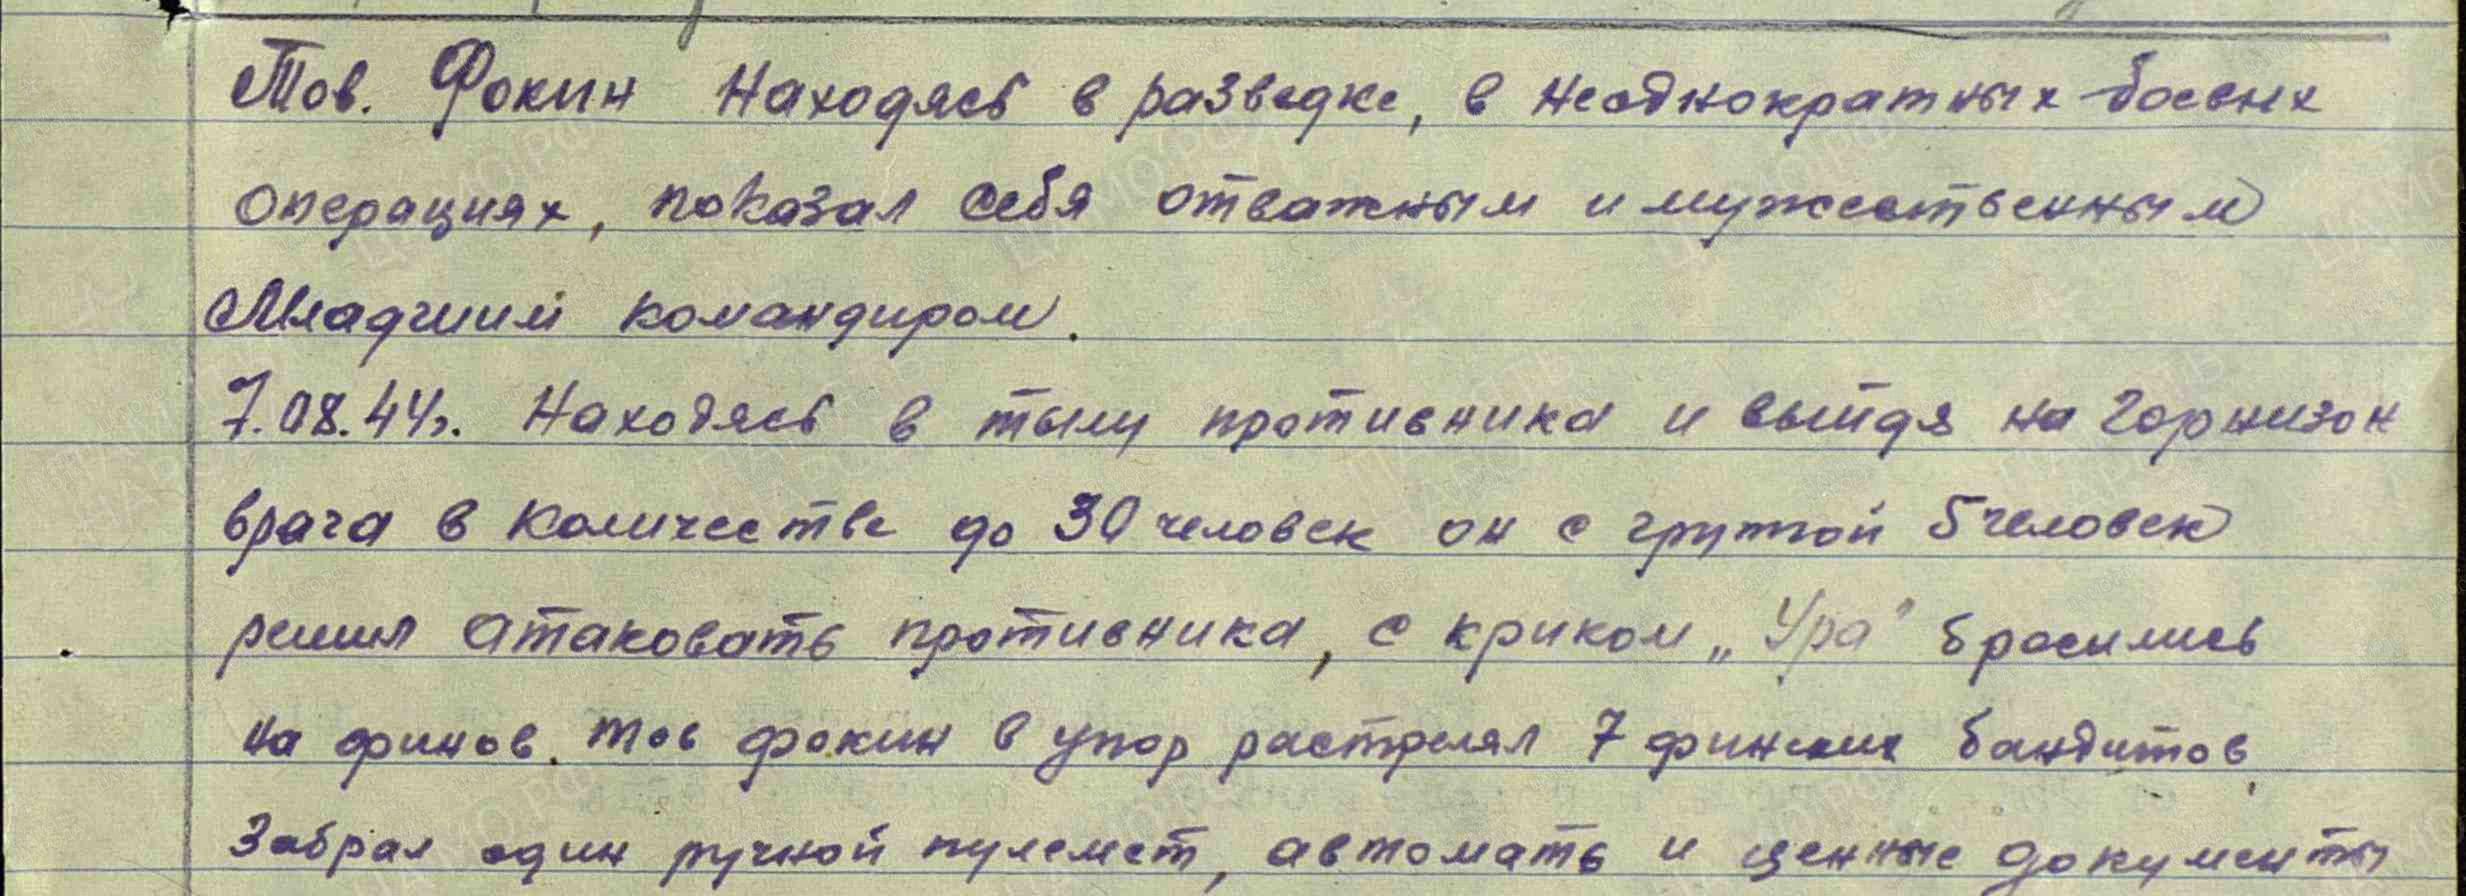 Тов. Фокин Находясь в разведке, в неоднократных боевых
операциях, показал себя отважным и мужественным
Младшим командиром.
7.08.44г. Находясь в тылу противника и выйдя на горнизон
врага в количестве до 30 человек он с группой 5 человек
решил атаковать противника, с криком „Ура" бросились
на финов. тов фокин в упор растрелял 7 финских бандитов,
Забрал один ручной пулемет, автомать и ценные документы